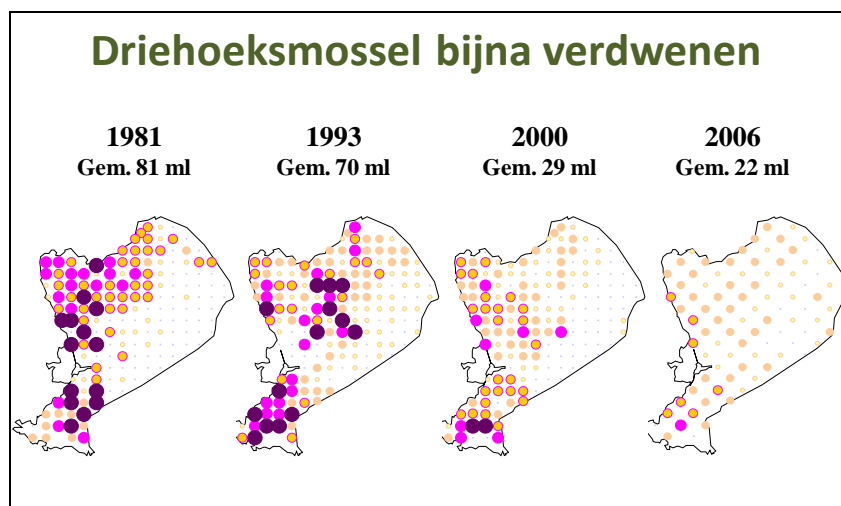 Driehoeksmossel bijna verdwenen
1981
Gem. 81 ml
1993
Gem. 70 ml
2000
Gem. 29 ml
2006
Gem. 22 ml